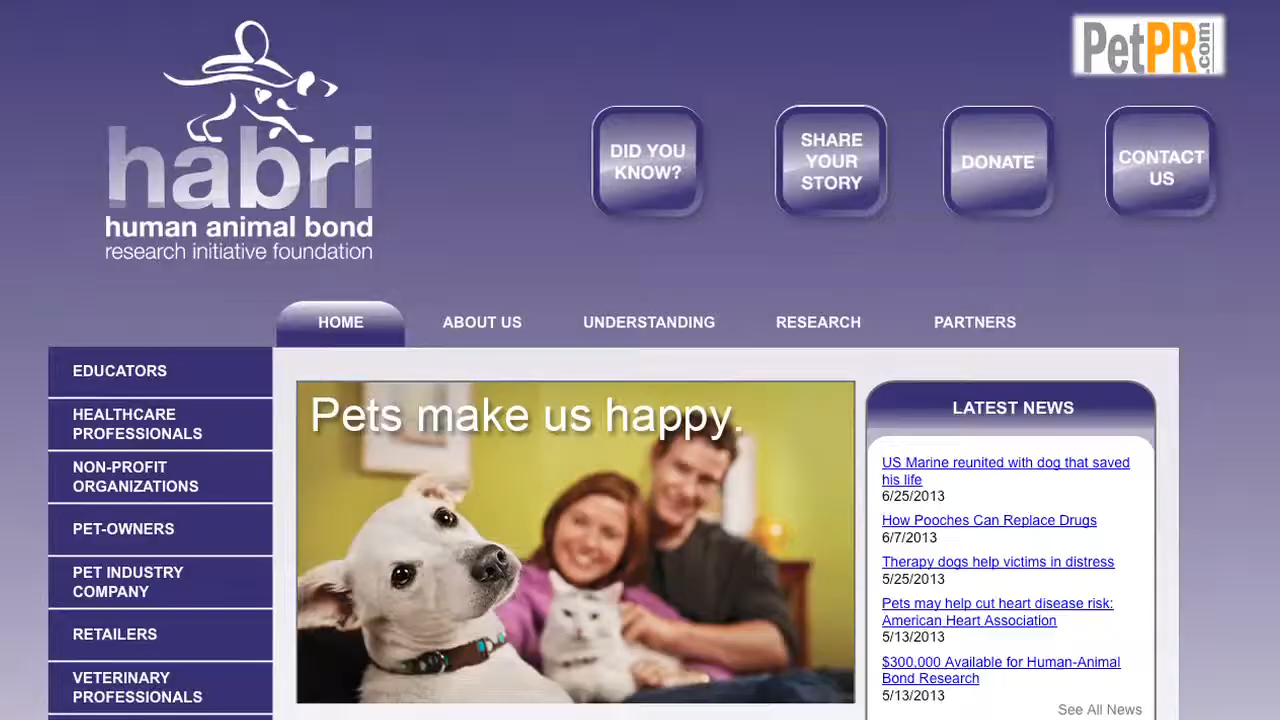 PetPR.com
habri
human animal bond
research initiative foundation
DID YOU
KNOW?
SHARE
YOUR
STORY
DONATE
CONTACT
US
HOME
ABOUT US
UNDERSTANDING
RESEARCH
PARTNERS
EDUCATORS
HEALTHCARE
PROFESSIONALS
NON-PROFIT
ORGANIZATIONS
PET-OWNERS
PET INDUSTRY
COMPANY
RETAILERS
VETERINARY
PROFESSIONALS
Pets make us happy.
LATEST NEWS
US Marine reunited with dog that saved
his life
6/25/2013
How Pooches Can Replace Drugs
6/7/2013
Therapy dogs help victims in distress
5/25/2013
Pets may help cut heart disease risk:
American Heart Association
5/13/2013
$300,000 Available for Human-Animal
Bond Research
5/13/2013
See All News